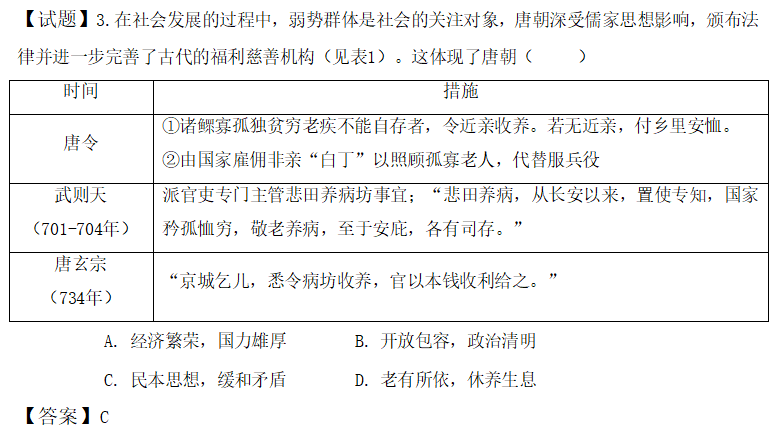 【试题】3.在社会发展的过程中，弱势群体是社会的关注对象，唐朝深受儒家思想影响，颁布法
律并进一步完善了古代的福利慈善机构（见表1）。这体现了唐朝（　　）
时间 措施
唐令
①诸鳏寡孤独贫穷老疾不能自存者，令近亲收养。若无近亲，付乡里安恤。
②由国家雇佣非亲“白丁”以照顾孤寡老人，代替服兵役
武则天
（701-704年）
派官吏专门主管悲田养病坊事宜；“悲田养病，从长安以来，置使专知，国家
矜孤恤穷，敬老养病，至于安庇，各有司存。”
唐玄宗
（734年）
“京城乞儿，悉令病坊收养，官以本钱收利给之。”
A. 经济繁荣，国力雄厚 B. 开放包容，政治清明
C. 民本思想，缓和矛盾 D. 老有所依，休养生息
【答案】C